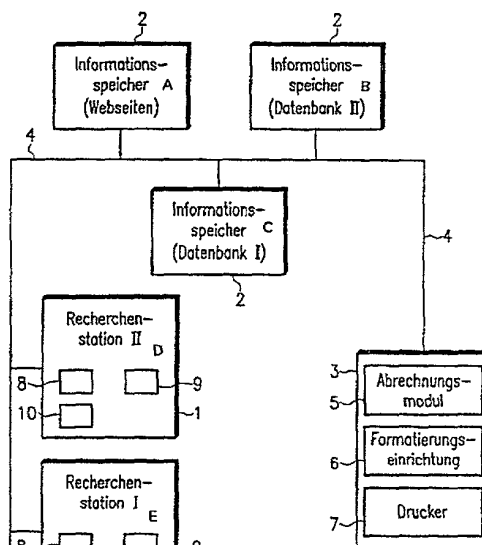 2
2
Informations-
speicher A
(Webseiten)
Informations-
speicher B
(Datenbank II)
4
Informations-
speicher C
(Datenbank I)
4
2
Recherchen-
station II
D
8
9
10
1
3
Abrechnungs-
modul
5
Formatierungs-
einrichtung
6
Drucker
7
Recherchen-
station I
E